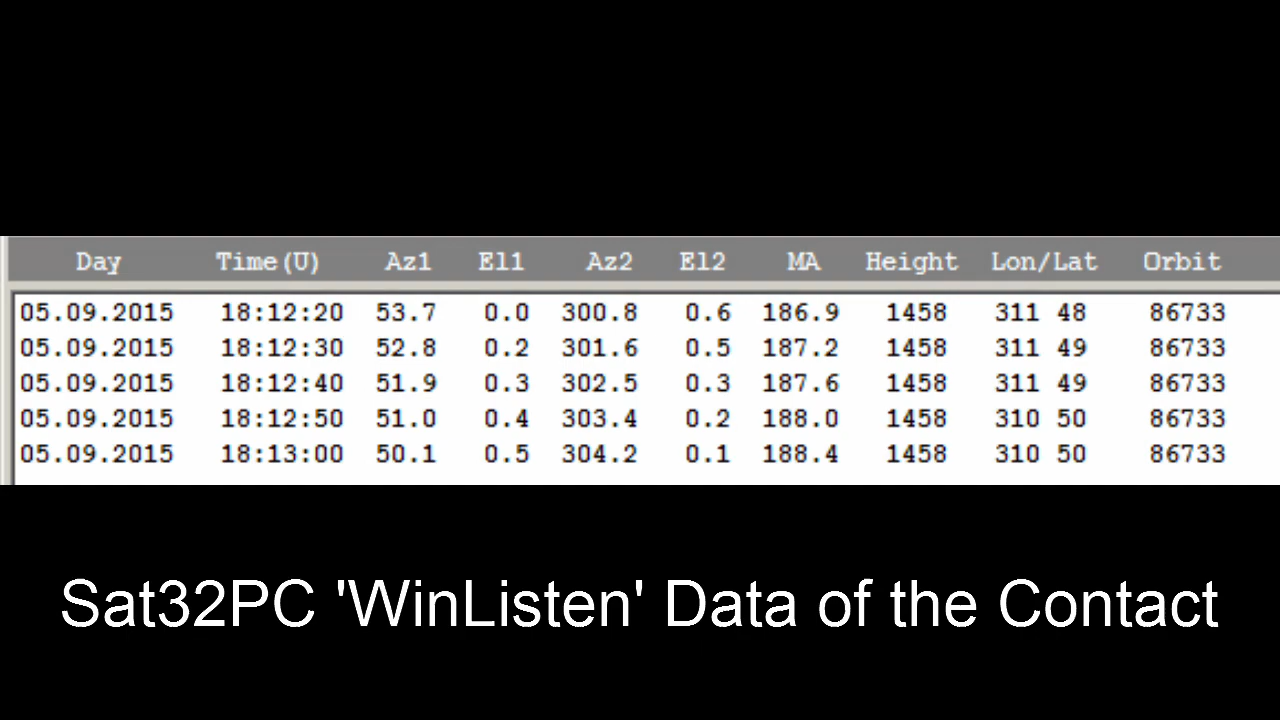 Day Time(U) Az1 El1 Az2 El2 MA Height Lon/Lat Orbit
05.09.2015 18:12:20 53.7 0.0 300.8 0.6 186.9 1458 311 48 86733
05.09.2015 18:12:30 52.8 0.2 301.6 0.5 187.2 1458 311 49 86733
05.09.2015 18:12:40 51.9 0.3 302.5 0.3 187.6 1458 311 49 86733
05.09.2015 18:12:50 51.0 0.4 303.4 0.2 188.0 1458 310 50 86733
05.09.2015 18:13:00 50.1 0.5 304.2 0.1 188.4 1458 310 50 86733
Sat32PC 'WinListen' Data of the Contact